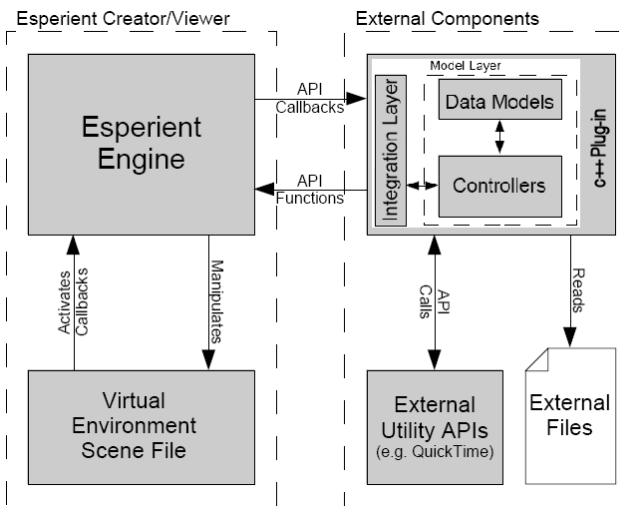 Esperient Creator/Viewer
External Components
Esperient
Engine
API
Callbacks
API
Functions
Model Layer
Integration Layer
Data Models
Controllers
c++ Plug-in
Activates
Callbacks
Manipulates
API
Calls
Reads
Virtual
Environment
Scene File
External
Utility APIs
(e.g. QuickTime)
External
Files